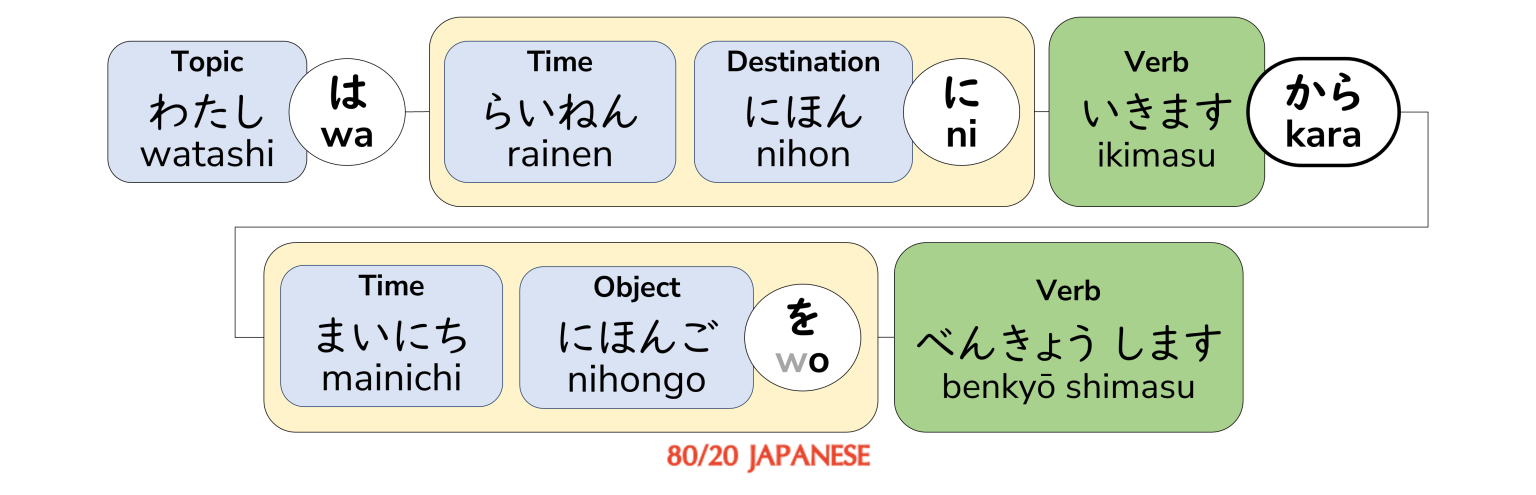 Topic
わたし
watashi
は
wa
Time
らいねん
rainen
Destination
にほん
nihon
に
ni
Verb
いきます
ikimasu
から
kara
Time
まいにち
mainichi
Object
にほんご
nihongo
を
wo
Verb
べんきょう します
benkyō shimasu
80/20 JAPANESE